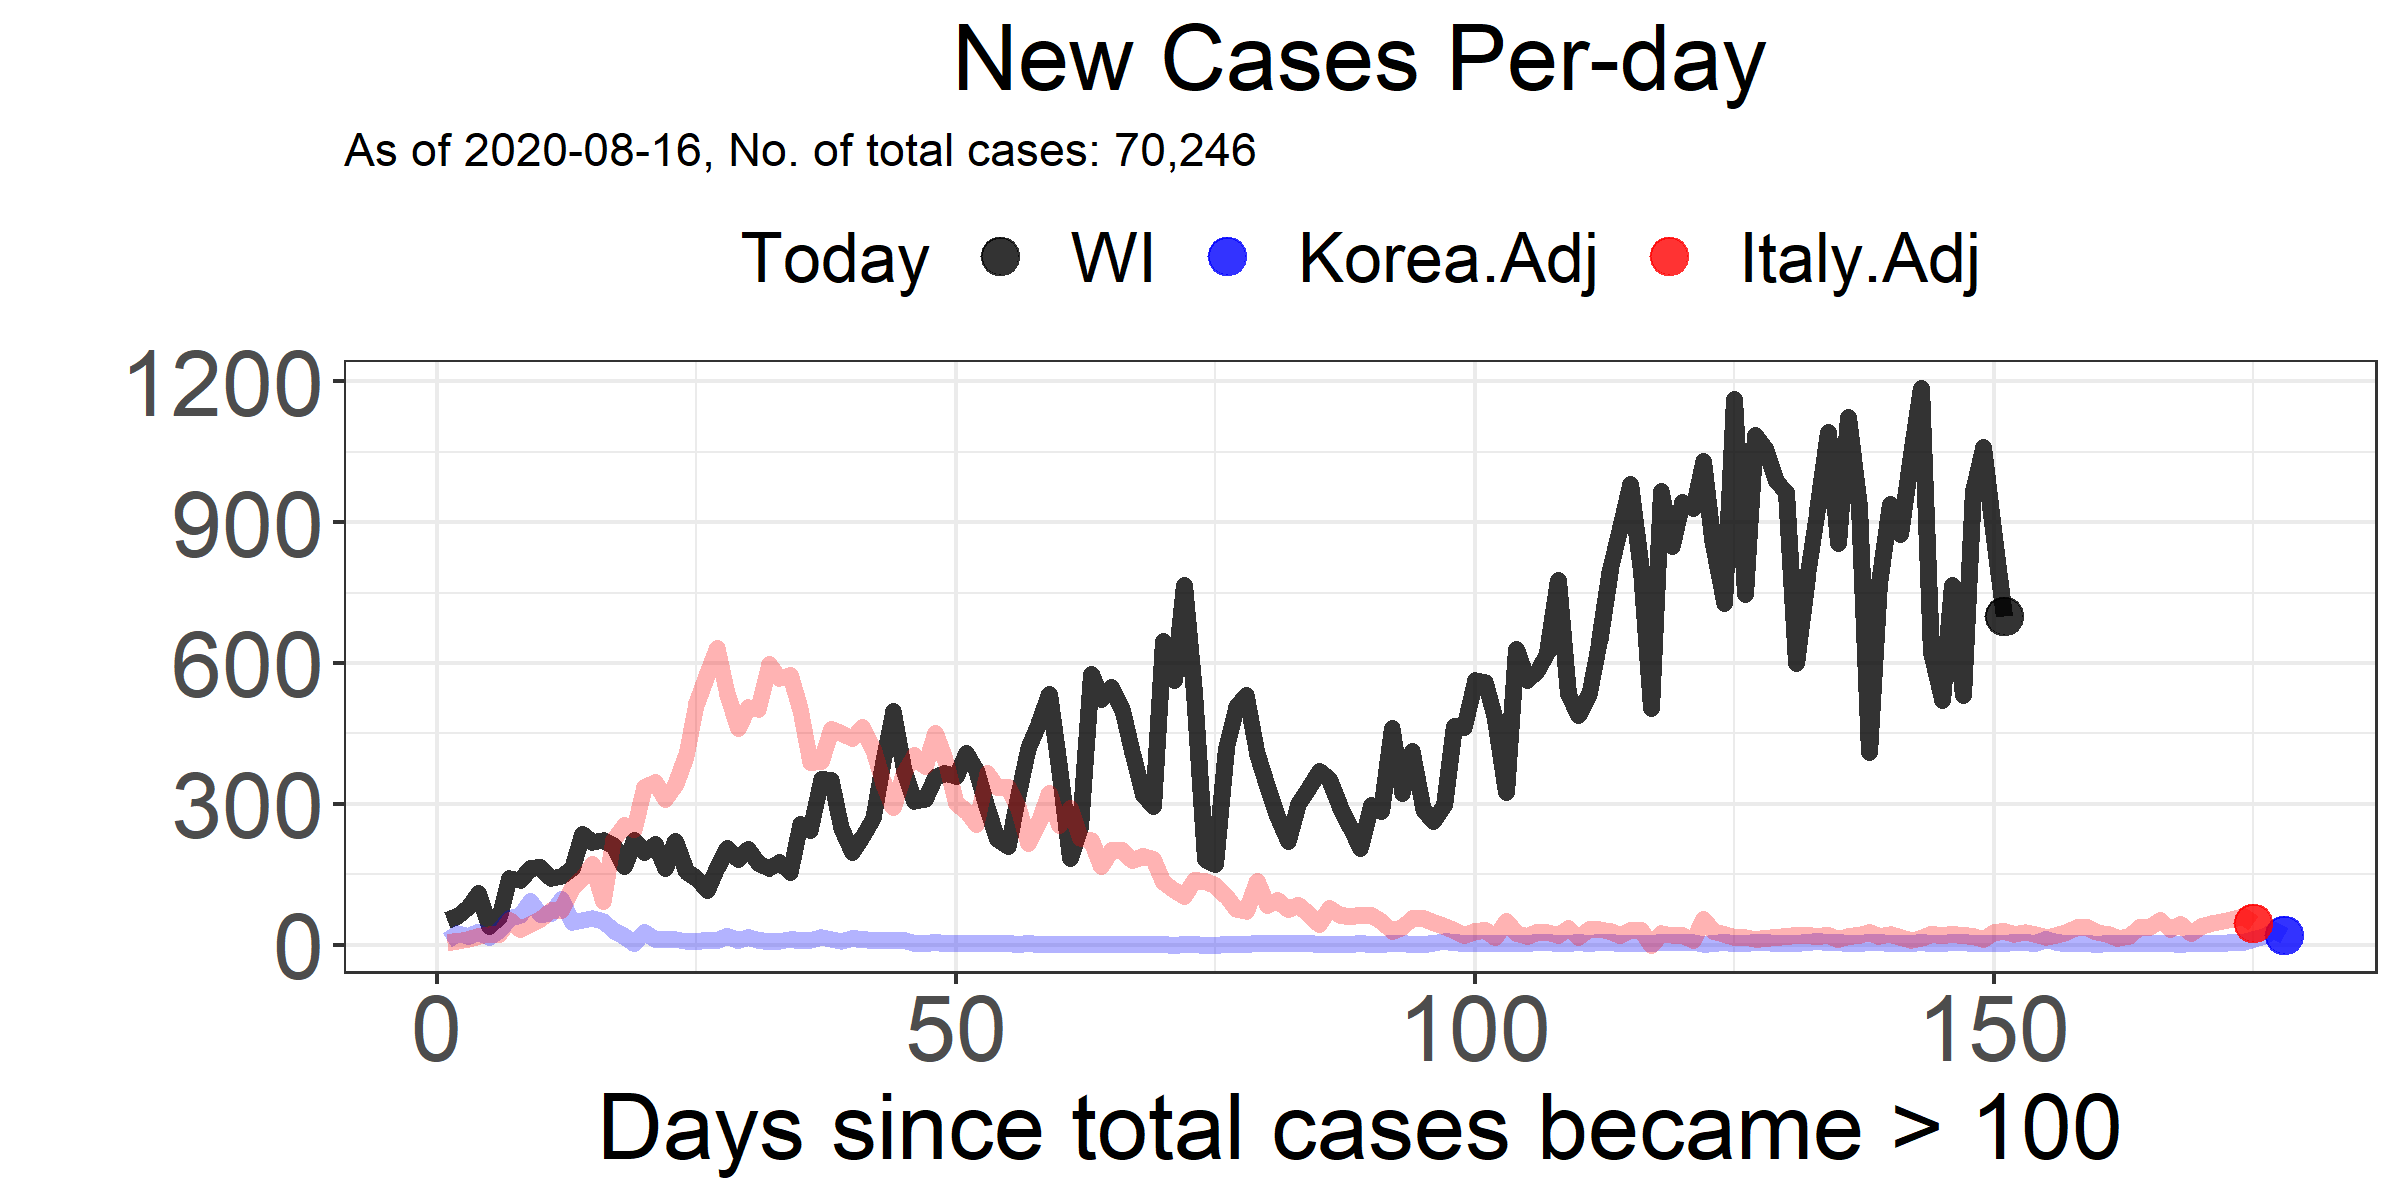 New Cases Per-day
As of 2020-08-16, No. of total cases: 70,246
Today WI Korea.Adj Italy.Adj
1200
900
600
300
0
0 50 100 150
Days since total cases became > 100